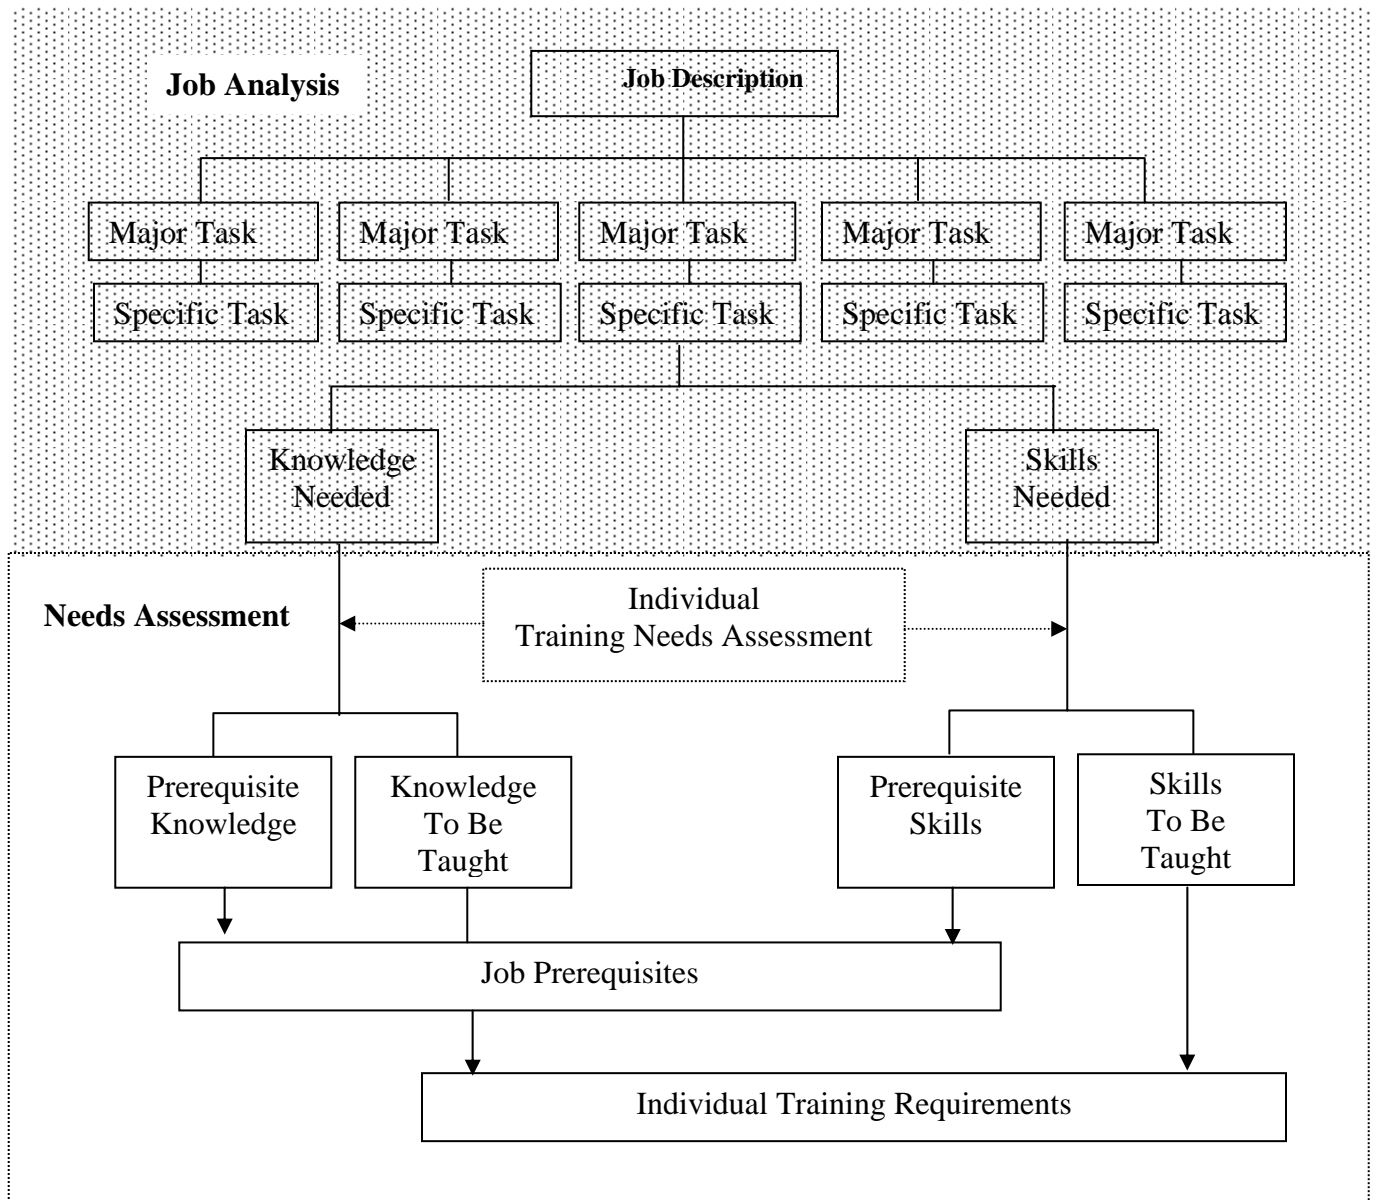 Job Analysis
Job Description
Major Task
Major Task
Major Task
Major Task
Major Task
Specific Task
Specific Task
Specific Task
Specific Task
Specific Task
Knowledge
Needed
Skills
Needed
Needs Assessment
Individual
Training Needs Assessment
Prerequisite
Knowledge
Knowledge
To Be
Taught
Prerequisite
Skills
Skills
To Be
Taught
Job Prerequisites
Individual Training Requirements